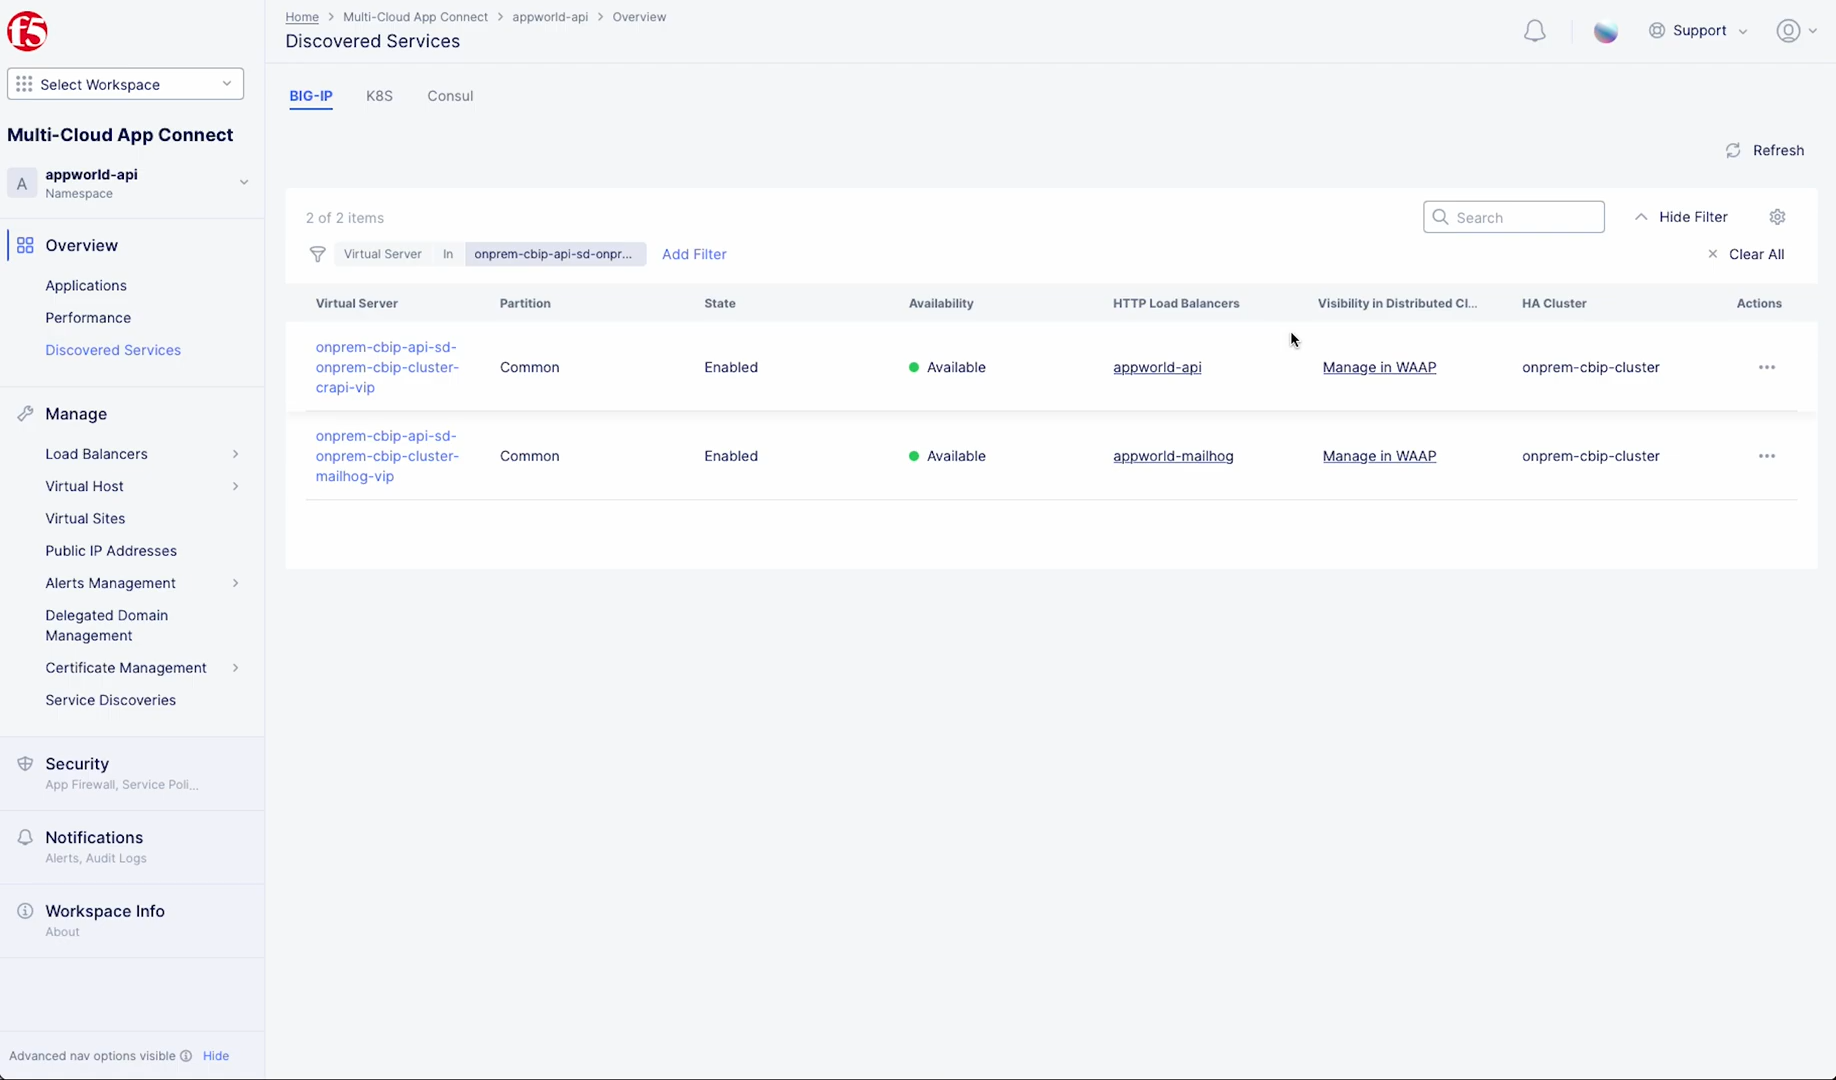 f5
Select Workspace
Multi-Cloud App Connect
A
appworld-api
Namespace
Overview
Applications
Performance
Discovered Services
Manage
Load Balancers
Virtual Host
Virtual Sites
Public IP Addresses
Alerts Management
Delegated Domain
Management
Certificate Management
Service Discoveries
Security
App Firewall, Service Poli...
Notifications
Alerts, Audit Logs
Workspace Info
About
Advanced nav options visible Hide
Home > Multi-Cloud App Connect > appworld-api > Overview
Discovered Services
Support
BIG-IP K8S Consul
Refresh
2 of 2 items
Search
Hide Filter
Virtual Server In onprem-cbip-api-sd-onpr... Add Filter
Clear All
Virtual Server Partition State Availability HTTP Load Balancers Visibility in Distributed Cl... HA Cluster Actions
onprem-cbip-api-sd-
onprem-cbip-cluster-
crapi-vip
Common Enabled Available appworld-api Manage in WAAP onprem-cbip-cluster
onprem-cbip-api-sd-
onprem-cbip-cluster-
mailhog-vip
Common Enabled Available appworld-mailhog Manage in WAAP onprem-cbip-cluster